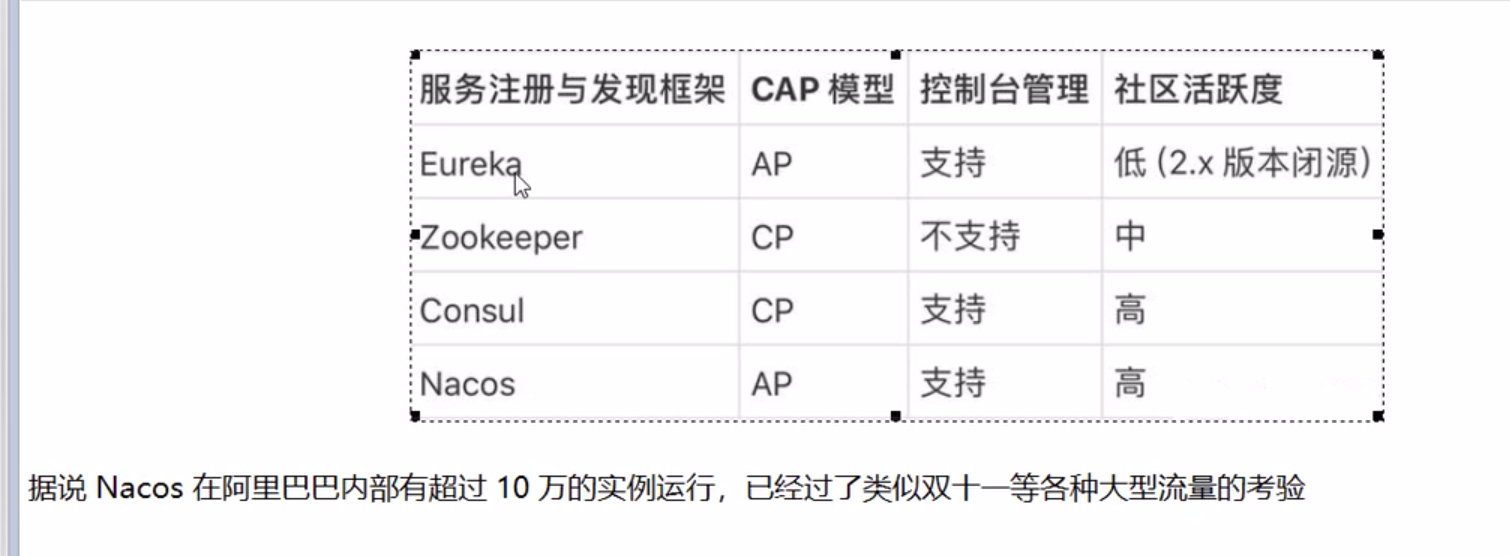 服务注册与发现框架 CAP 模型 控制台管理 社区活跃度
Eureka AP 支持 低 (2.x 版本闭源)
Zookeeper CP 不支持 中
Consul CP 支持 高
Nacos AP 支持 高
据说 Nacos 在阿里巴巴内部有超过 10 万的实例运行，已经过了类似双十一等各种大型流量的考验